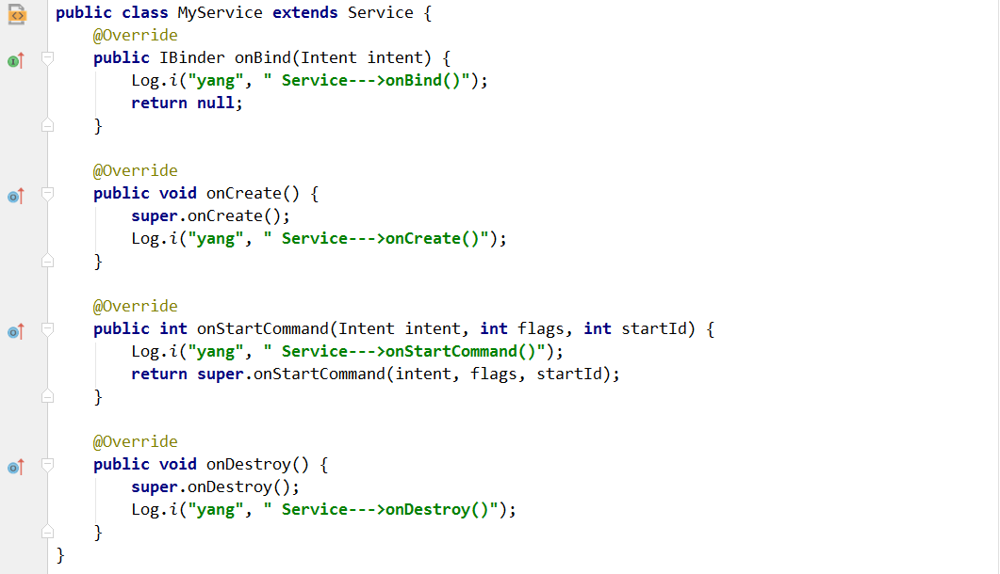 public class MyService extends Service {
@Override
public IBinder onBind(Intent intent) {
Log.i("yang", " Service--->onBind()");
return null;
}
@Override
public void onCreate() {
super.onCreate();
Log.i("yang", " Service--->onCreate()");
}
@Override
public int onStartCommand(Intent intent, int flags, int startId) {
Log.i("yang", " Service--->onStartCommand()");
return super.onStartCommand(intent, flags, startId);
}
@Override
public void onDestroy() {
super.onDestroy();
Log.i("yang", " Service--->onDestroy()");
}
}